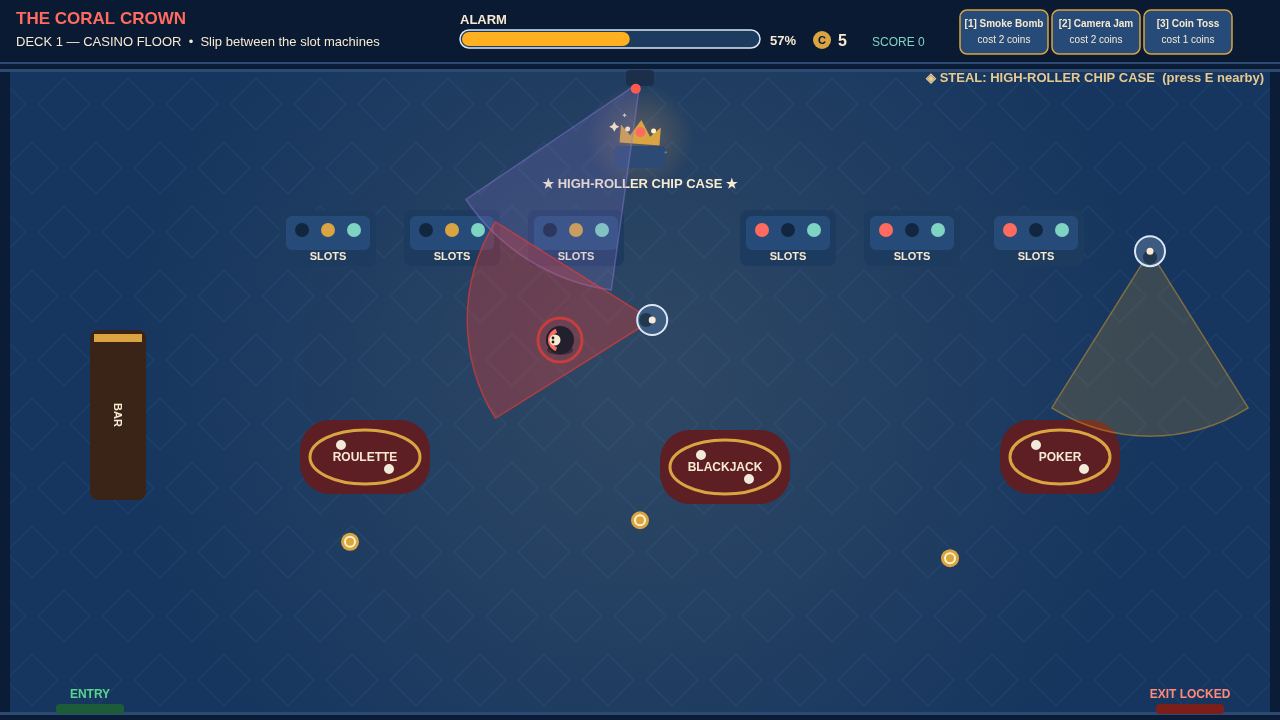 THE CORAL CROWN
DECK 1 — CASINO FLOOR • Slip between the slot machines
ALARM
57%
C 5
SCORE 0
[1] Smoke Bomb
cost 2 coins
[2] Camera Jam
cost 2 coins
[3] Coin Toss
cost 1 coins
◈ STEAL: HIGH-ROLLER CHIP CASE (press E nearby)
★ HIGH-ROLLER CHIP CASE ★
SLOTS
SLOTS
SLOTS
SLOTS
SLOTS
SLOTS
BAR
ROULETTE
BLACKJACK
POKER
ENTRY
EXIT LOCKED